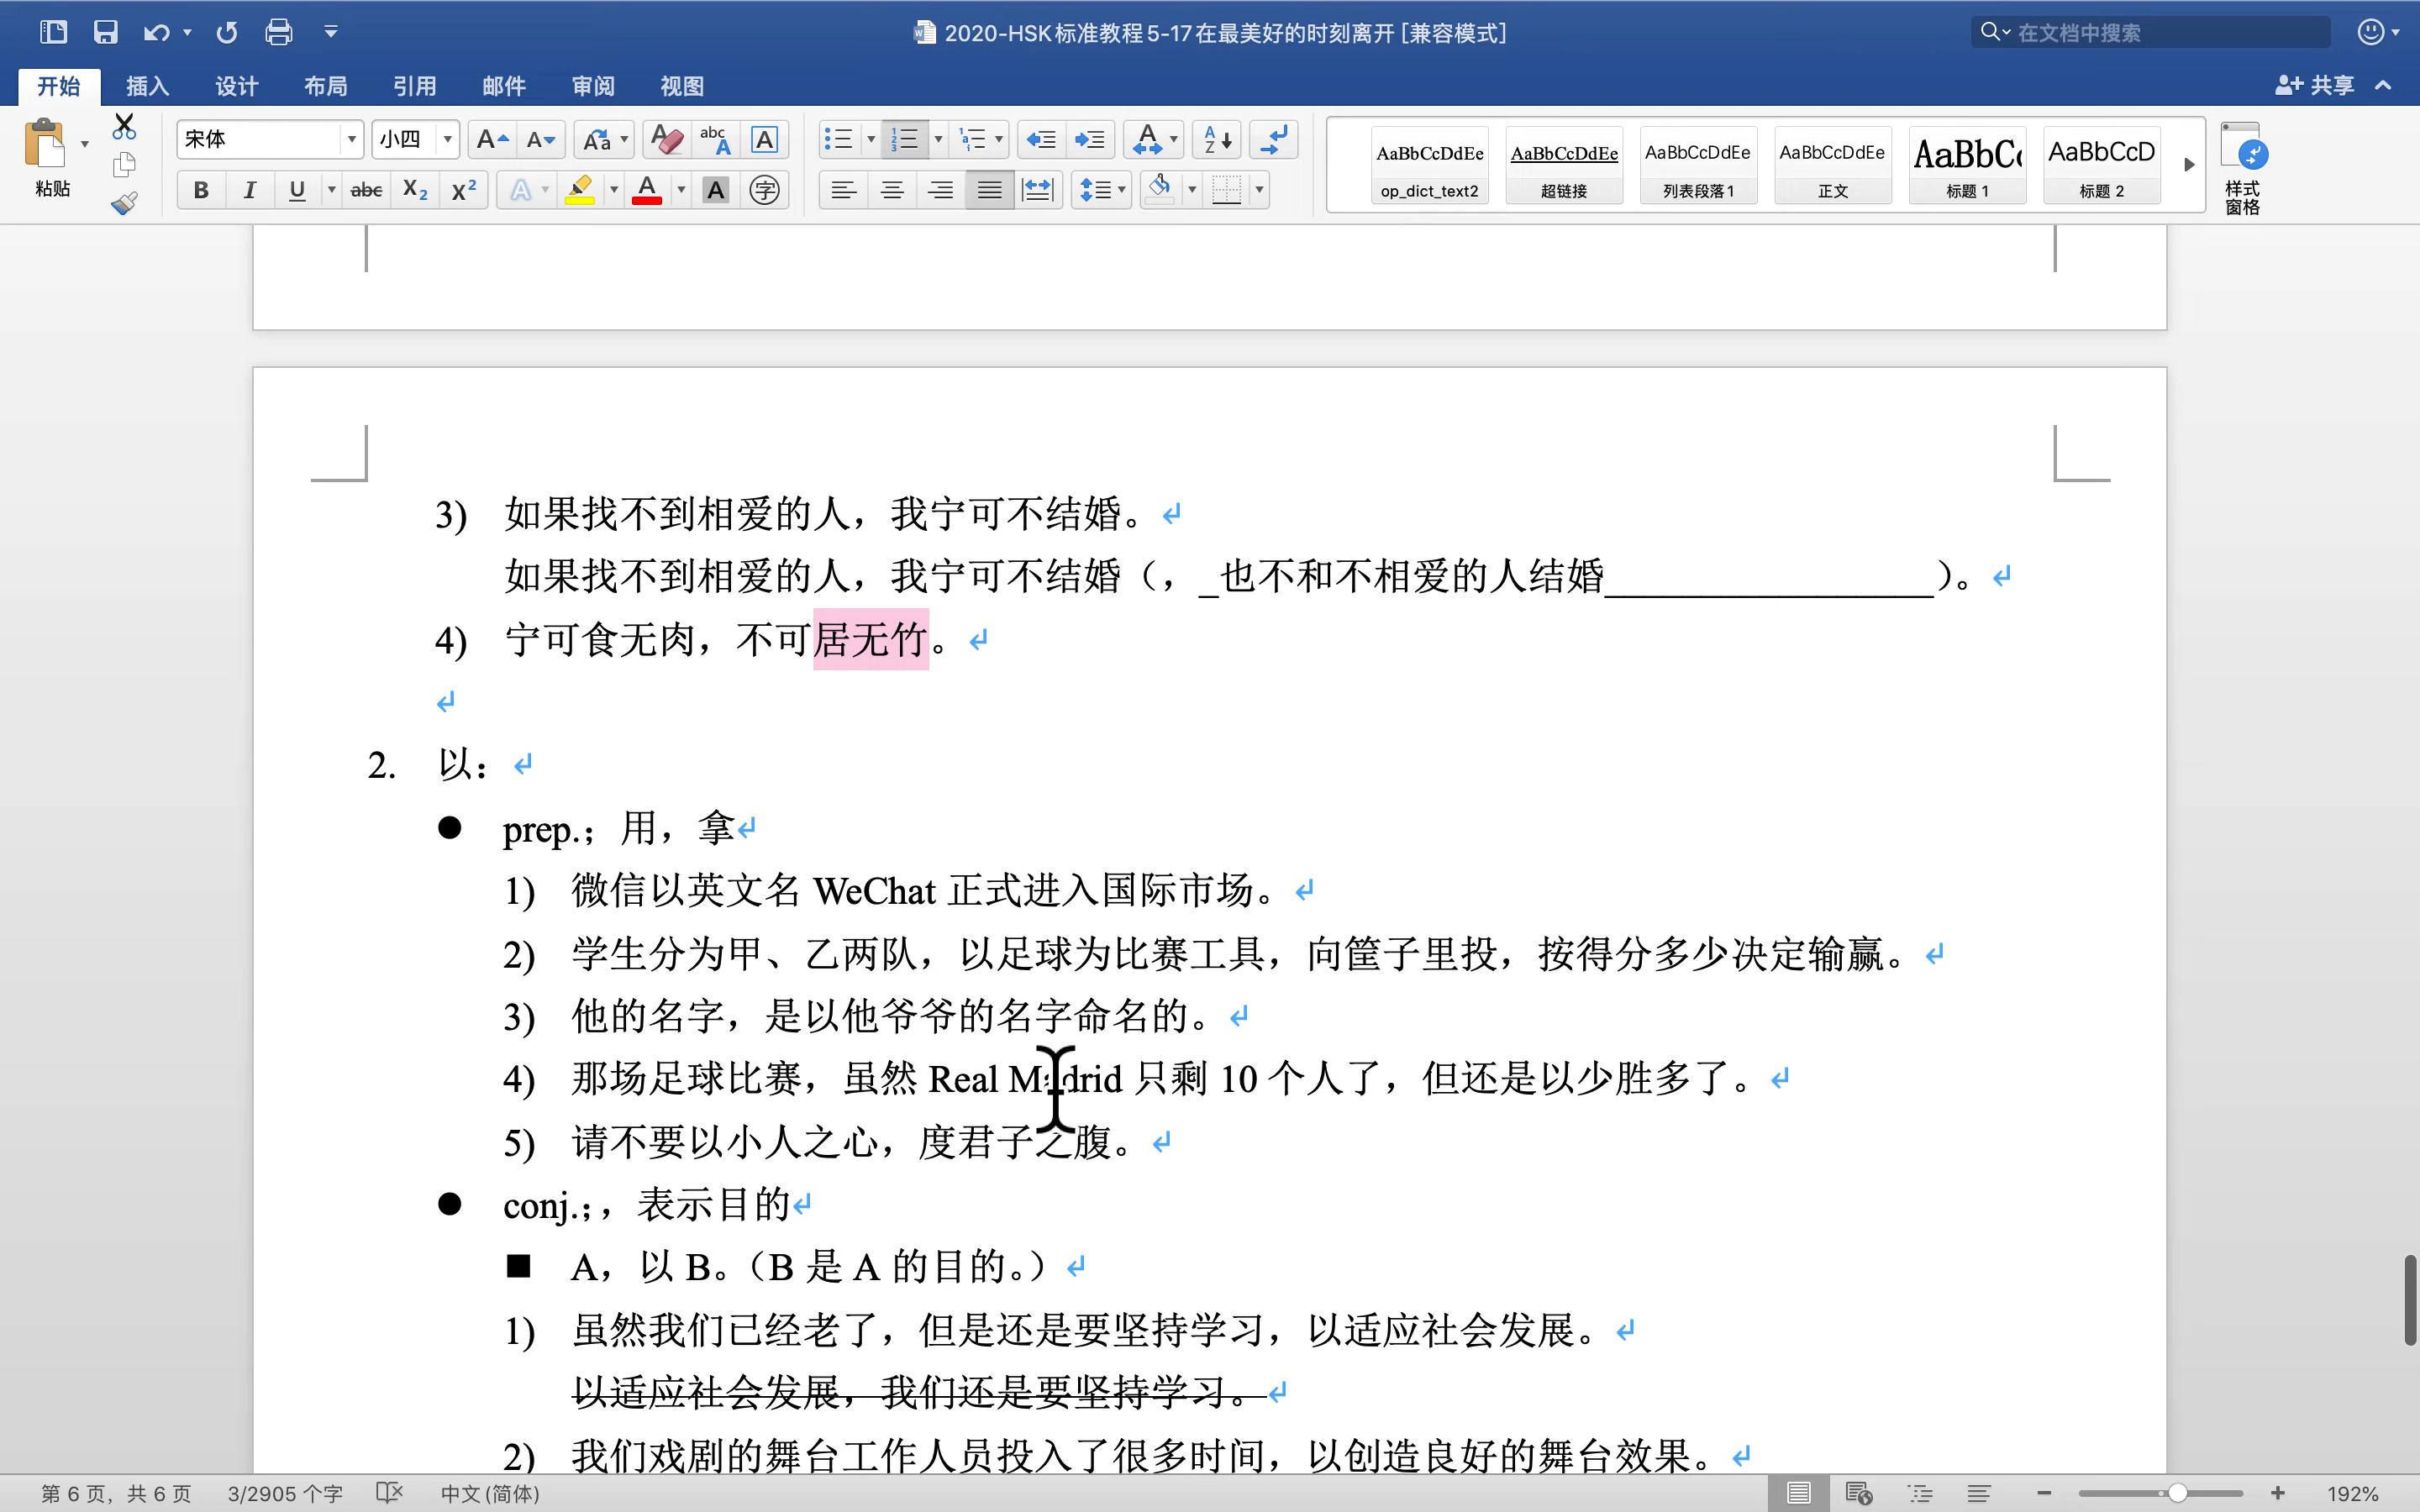 2020-HSK标准教程5-17在最美好的时刻离开 [兼容模式]
在文档中搜索
开始 插入 设计 布局 引用 邮件 审阅 视图 共享
粘贴
宋体 小四
AaBbCcDdEe AaBbCcDdEe AaBbCcDdEe AaBbCcDdEe AaBbC AaBbCcD
op_dict_text2 超链接 列表段落1 正文 标题 1 标题 2
样式
窗格
3) 如果找不到相爱的人，我宁可不结婚。
如果找不到相爱的人，我宁可不结婚（，_也不和不相爱的人结婚_________________）。
4) 宁可食无肉，不可居无竹。
2. 以：
● prep.；用，拿
1) 微信以英文名 WeChat 正式进入国际市场。
2) 学生分为甲、乙两队，以足球为比赛工具，向筐子里投，按得分多少决定输赢。
3) 他的名字，是以他爷爷的名字命名的。
4) 那场足球比赛，虽然 Real Madrid 只剩 10 个人了，但还是以少胜多了。
5) 请不要以小人之心，度君子之腹。
● conj.；，表示目的
■ A，以 B。（B 是 A 的目的。）
1) 虽然我们已经老了，但是还是要坚持学习，以适应社会发展。
以适应社会发展，我们还是要坚持学习。
2) 我们戏剧的舞台工作人员投入了很多时间，以创造良好的舞台效果。
第 6 页，共 6 页 3/2905 个字 中文 (简体) 192%